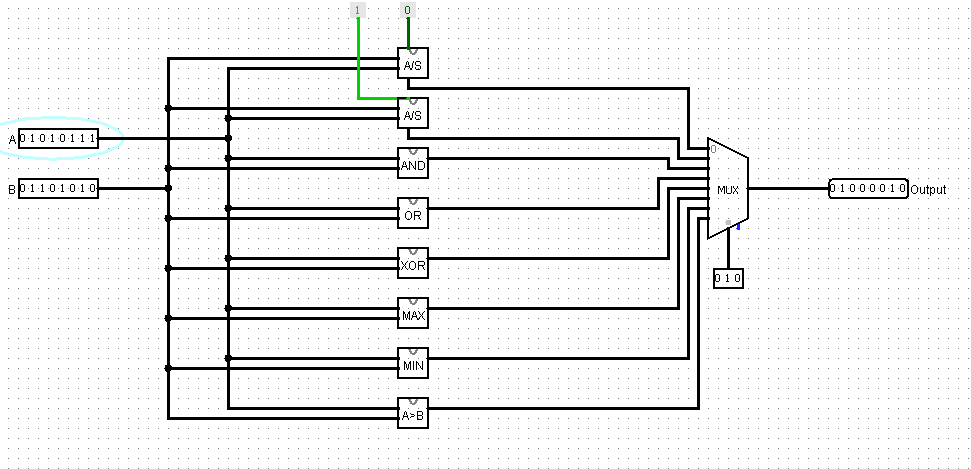 1
0
A/S
A/S
A 0 1 0 1 0 1 1 1
AND
0
B 0 1 1 0 1 0 1 0
MUX
0 1 0 0 0 0 1 0 Output
OR
XOR
0 1 0
MAX
MIN
A>B